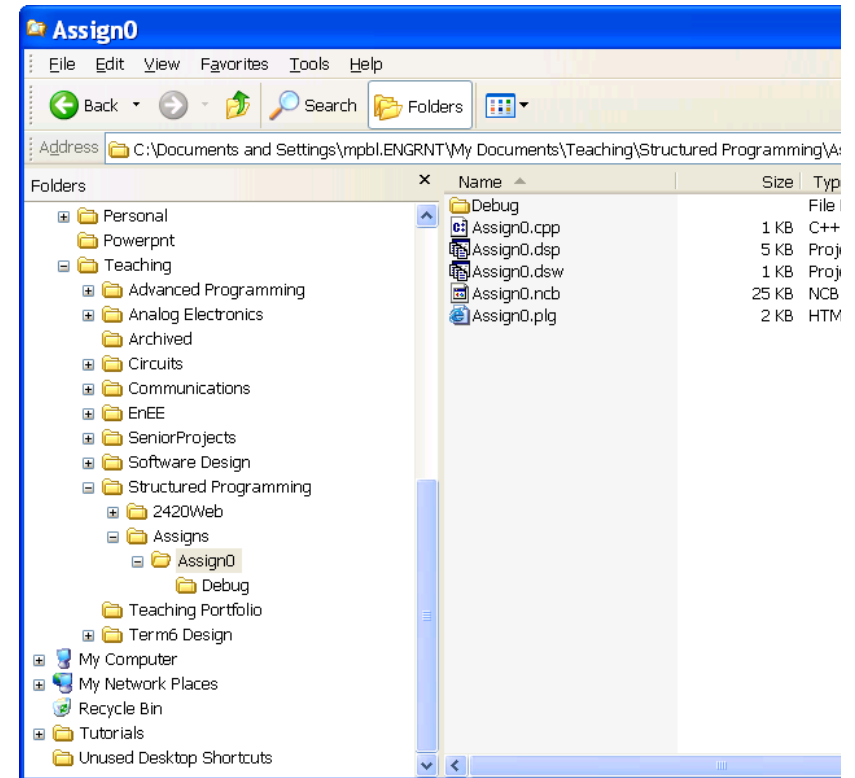 Assign0
File Edit View Favorites Tools Help
Back Search Folders
Address C:\Documents and Settings\mpbl.ENGRNT\My Documents\Teaching\Structured Programming\As
Folders
Personal
Powerpnt
Teaching
Advanced Programming
Analog Electronics
Archived
Circuits
Communications
EnEE
SeniorProjects
Software Design
Structured Programming
2420Web
Assigns
Assign0
Debug
Teaching Portfolio
Term6 Design
My Computer
My Network Places
Recycle Bin
Tutorials
Unused Desktop Shortcuts
Name Size Typ
Debug File
Assign0.cpp 1 KB C++
Assign0.dsp 5 KB Proj
Assign0.dsw 1 KB Proj
Assign0.ncb 25 KB NCB
Assign0.plg 2 KB HTM